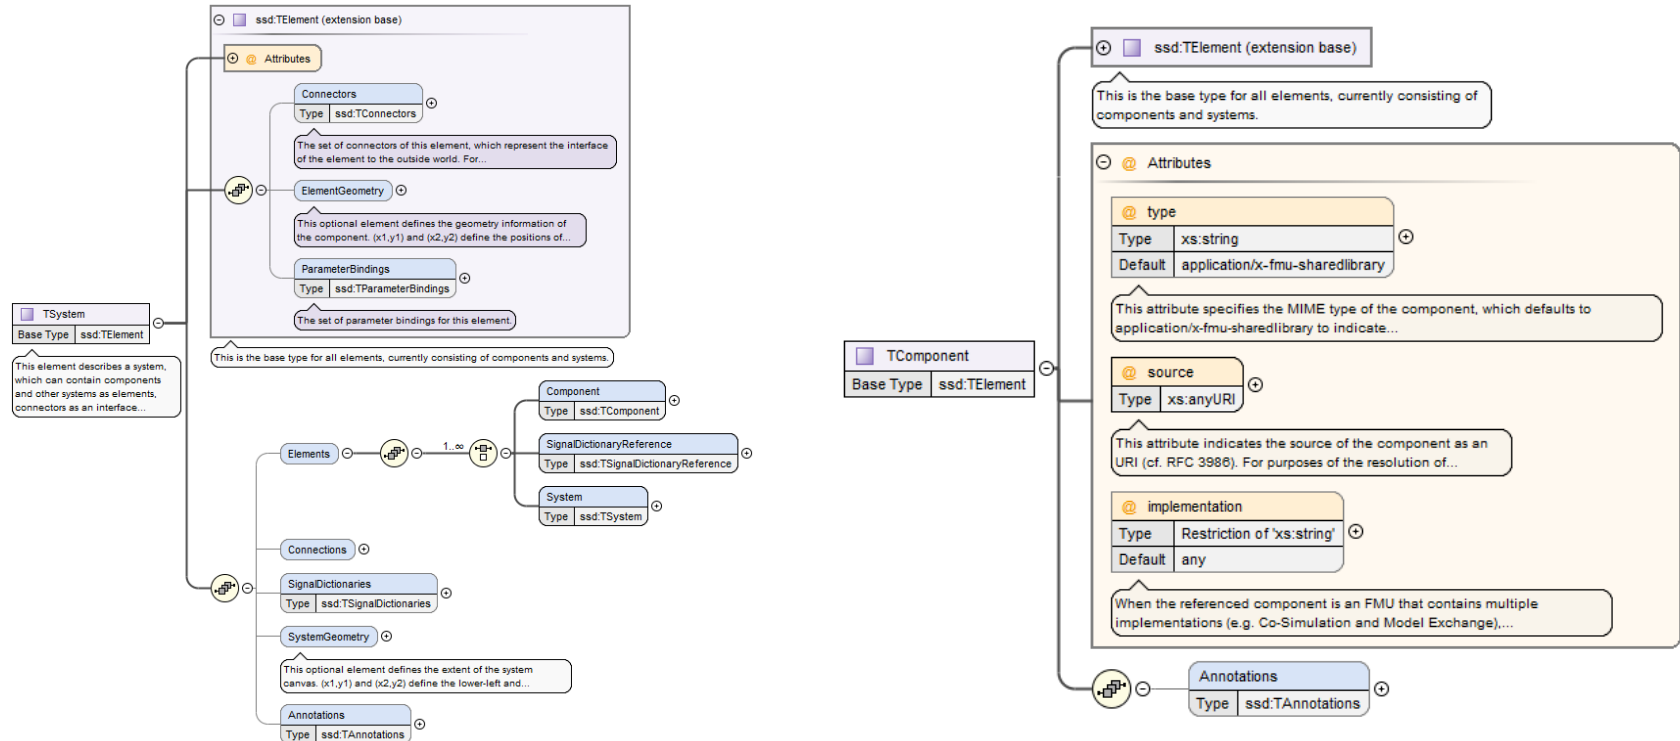 ssd:TElement (extension base)
@ Attributes
Connectors
Type ssd:TConnectors
The set of connectors of this element, which represent the interface
of the element to the outside world. For...
ElementGeometry
This optional element defines the geometry information of
the component. (x1,y1) and (x2,y2) define the positions of...
ParameterBindings
Type ssd:TParameterBindings
The set of parameter bindings for this element.
This is the base type for all elements, currently consisting of components and systems.
TSystem
Base Type ssd:TElement
This element describes a system,
which can contain components
and other systems as elements,
connectors as an interface...
Elements
1..∞
Component
Type ssd:TComponent
SignalDictionaryReference
Type ssd:TSignalDictionaryReference
System
Type ssd:TSystem
Connections
SignalDictionaries
Type ssd:TSignalDictionaries
SystemGeometry
This optional element defines the extent of the system
canvas. (x1,y1) and (x2,y2) define the lower-left and...
Annotations
Type ssd:TAnnotations
TComponent
Base Type ssd:TElement
ssd:TElement (extension base)
This is the base type for all elements, currently consisting of
components and systems.
@ Attributes
@ type
Type xs:string
Default application/x-fmu-sharedlibrary
This attribute specifies the MIME type of the component, which defaults to
application/x-fmu-sharedlibrary to indicate...
@ source
Type xs:anyURI
This attribute indicates the source of the component as an
URI (cf. RFC 3986). For purposes of the resolution of...
@ implementation
Type Restriction of 'xs:string'
Default any
When the referenced component is an FMU that contains multiple
implementations (e.g. Co-Simulation and Model Exchange),...
Annotations
Type ssd:TAnnotations